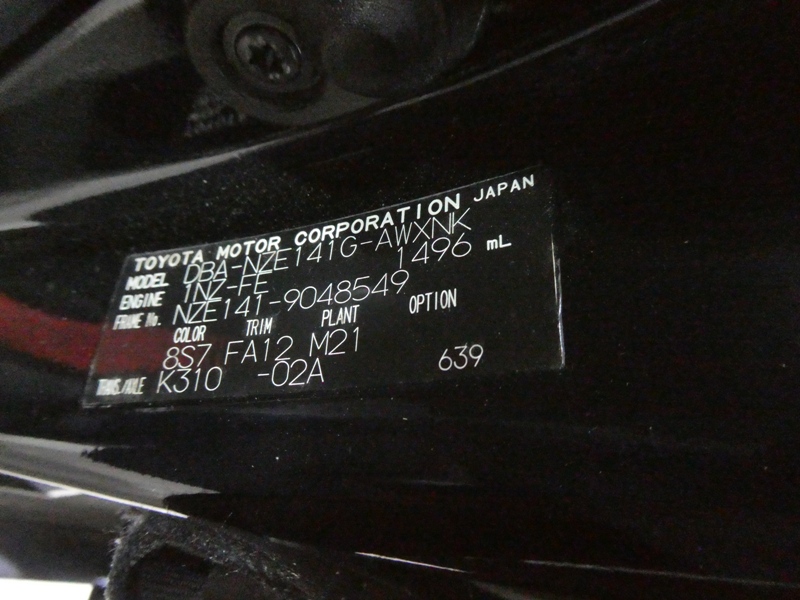 TOYOTA MOTOR CORPORATION JAPAN
MODEL DBA-NZE141G-AWXNK
ENGINE 1NZ-FE 1496 mL
FRAME No. NZE141-9048549
COLOR TRIM PLANT OPTION
8S7 FA12 M21
TRANS./AXLE K310 -02A 639